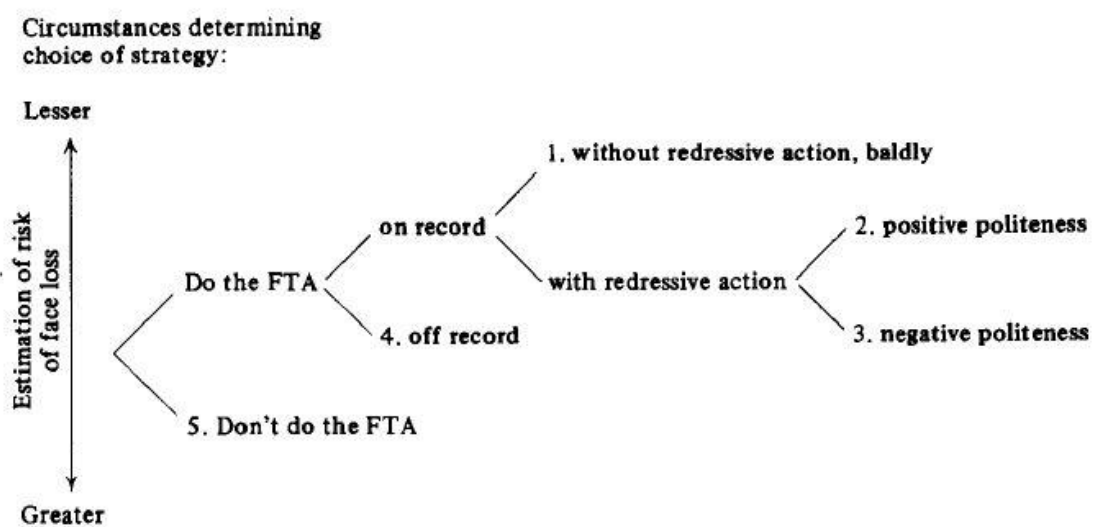 Circumstances determining
choice of strategy:
Lesser
1. without redressive action, baldly
on record
2. positive politeness
Do the FTA
with redressive action
4. off record
3. negative politeness
5. Don't do the FTA
Greater
Estimation of risk
of face loss